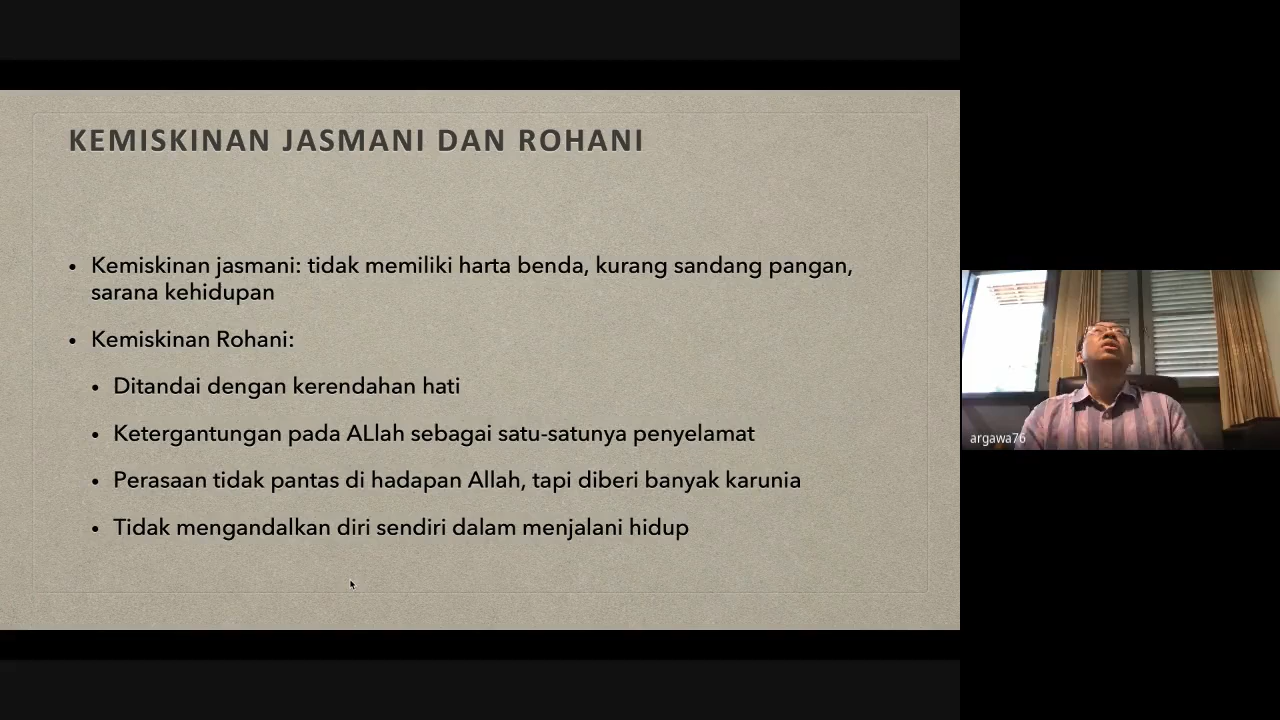 KEMISKINAN JASMANI DAN ROHANI
• Kemiskinan jasmani: tidak memiliki harta benda, kurang sandang pangan,
sarana kehidupan
• Kemiskinan Rohani:
• Ditandai dengan kerendahan hati
• Ketergantungan pada ALlah sebagai satu-satunya penyelamat
• Perasaan tidak pantas di hadapan Allah, tapi diberi banyak karunia
• Tidak mengandalkan diri sendiri dalam menjalani hidup
argawa76